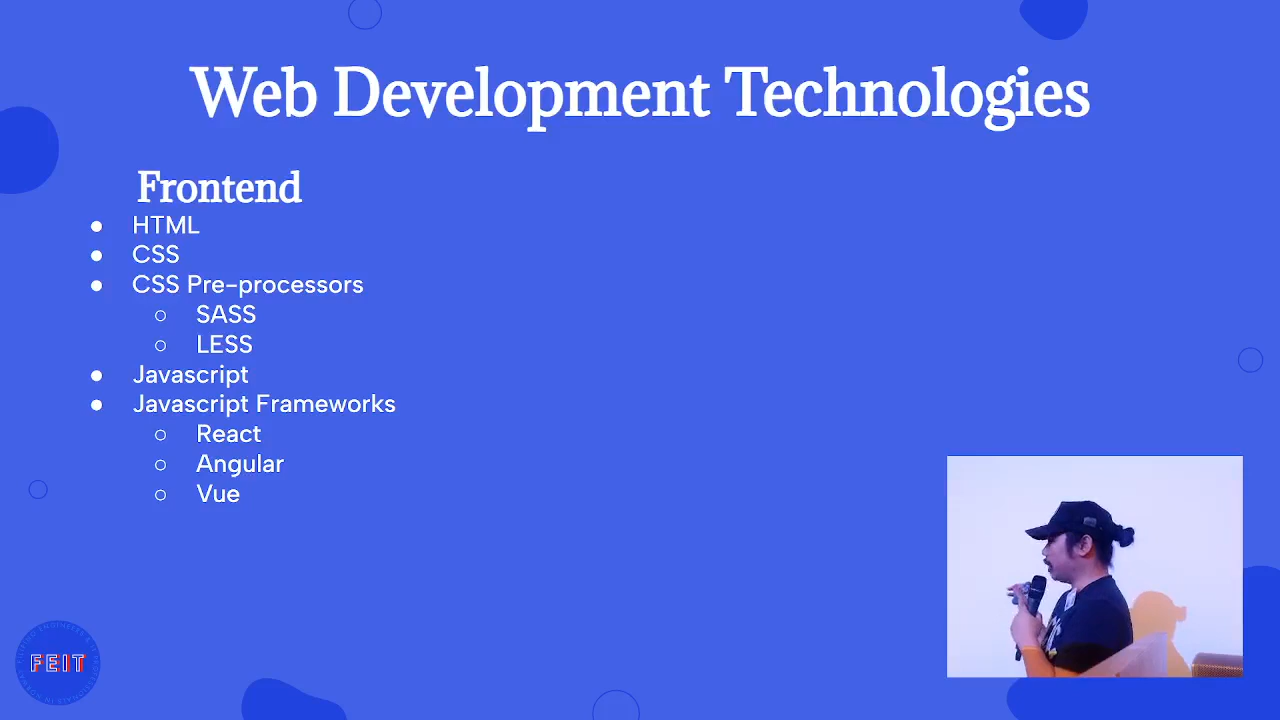 Web Development Technologies
Frontend
● HTML
● CSS
● CSS Pre-processors
○ SASS
○ LESS
● Javascript
● Javascript Frameworks
○ React
○ Angular
○ Vue
FEIT